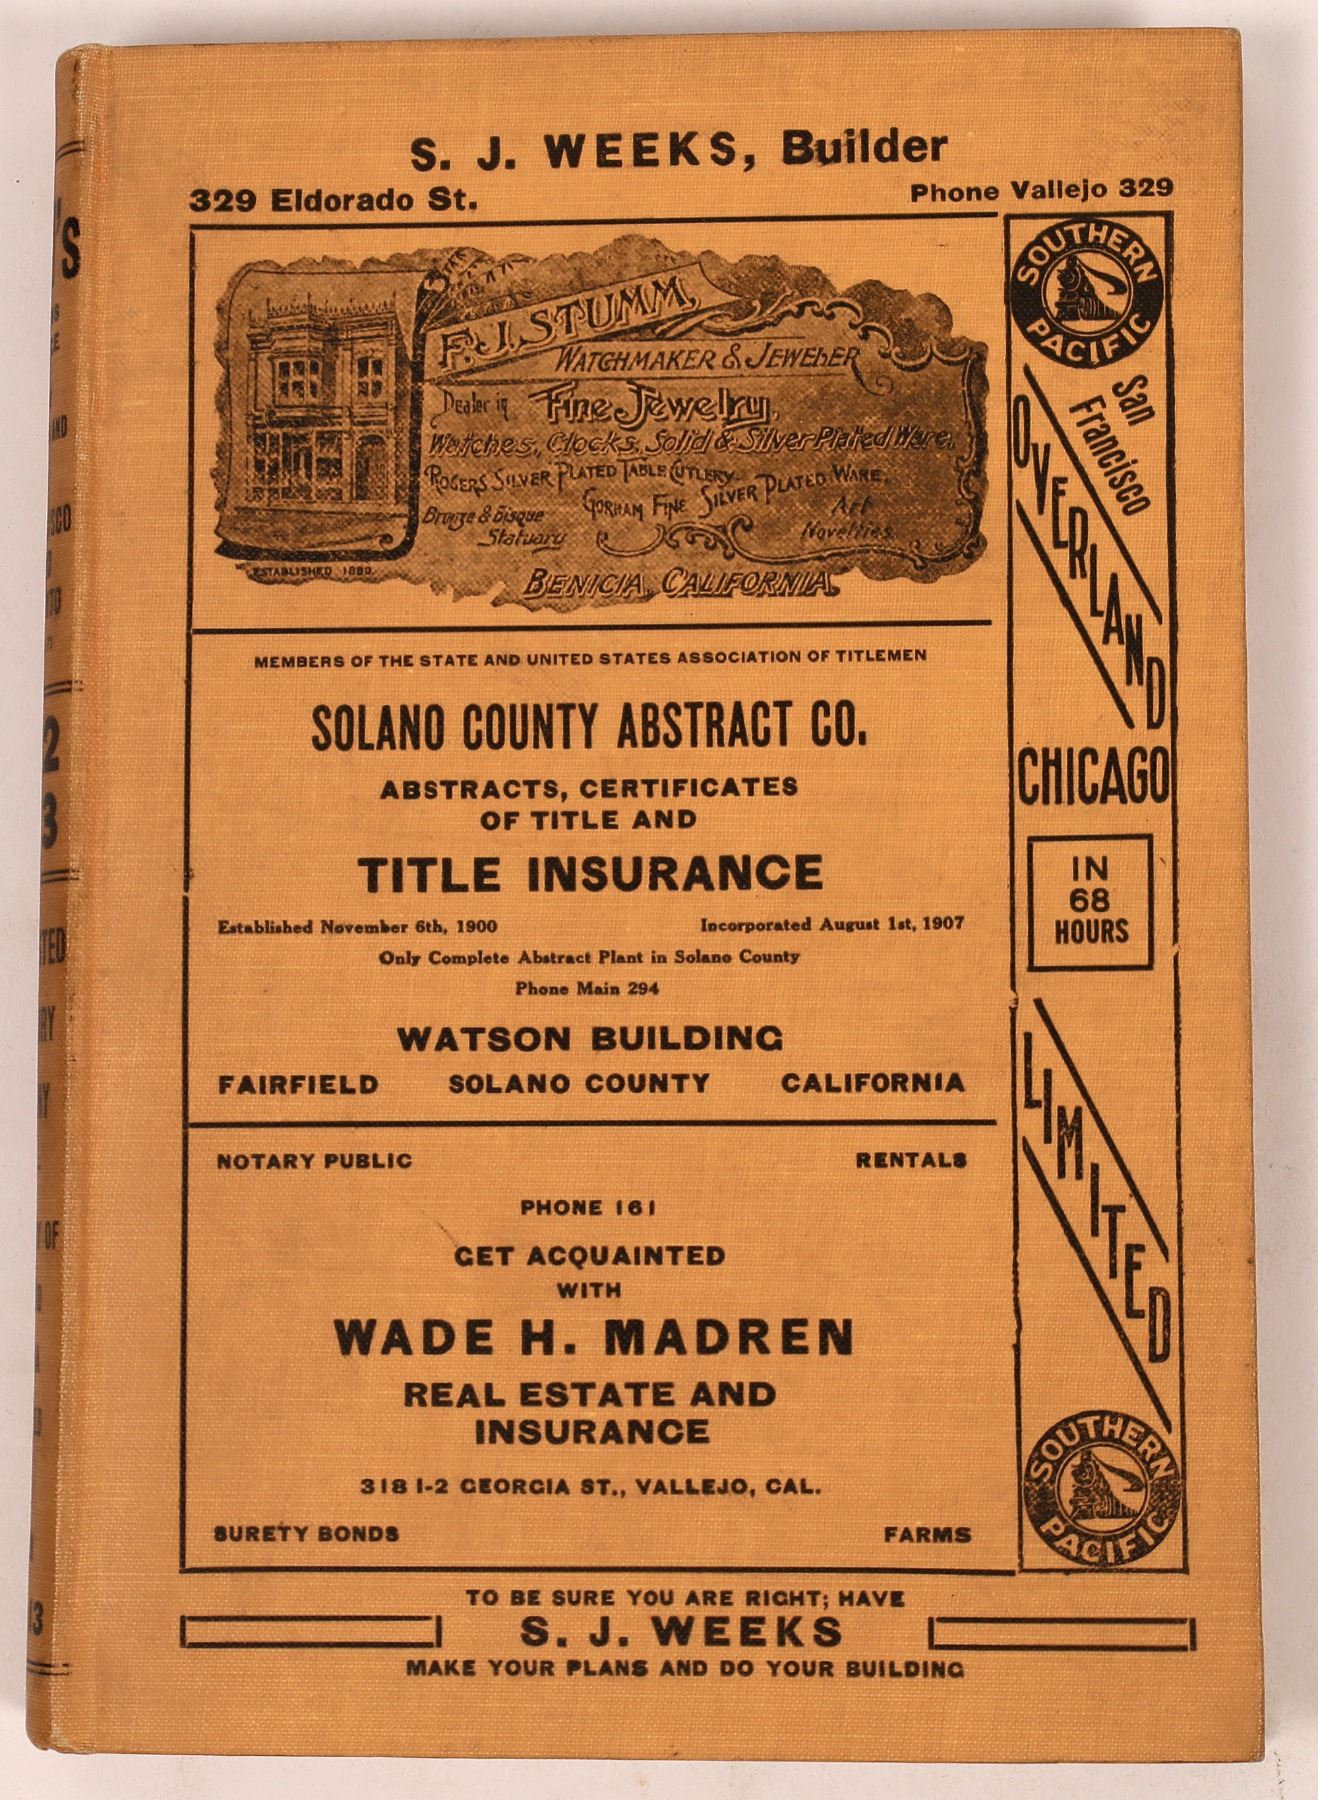 S. J. WEEKS, Builder
329 Eldorado St.
Phone Vallejo 329
F.J. STUMM,
WATCHMAKER & JEWELER
Dealer in
Fine Jewelry,
Watches, Clocks, Solid & Silver-Plated Ware,
ROGERS SILVER PLATED TABLE CUTLERY
GORHAM FINE SILVER PLATED WARE,
Bronze & Bisque
Statuary
Art
Novelties
ESTABLISHED 1880.
BENICIA, CALIFORNIA.
MEMBERS OF THE STATE AND UNITED STATES ASSOCIATION OF TITLEMEN
SOLANO COUNTY ABSTRACT CO.
ABSTRACTS, CERTIFICATES
OF TITLE AND
TITLE INSURANCE
Established November 6th, 1900
Incorporated August 1st, 1907
Only Complete Abstract Plant in Solano County
Phone Main 294
WATSON BUILDING
FAIRFIELD SOLANO COUNTY CALIFORNIA
NOTARY PUBLIC
RENTALS
PHONE 161
GET ACQUAINTED
WITH
WADE H. MADREN
REAL ESTATE AND
INSURANCE
318 1-2 GEORGIA ST., VALLEJO, CAL.
SURETY BONDS
FARMS
SOUTHERN
PACIFIC
San
Francisco
OVERLAND
CHICAGO
IN
68
HOURS
LIMITED
SOUTHERN
PACIFIC
TO BE SURE YOU ARE RIGHT; HAVE
S. J. WEEKS
MAKE YOUR PLANS AND DO YOUR BUILDING